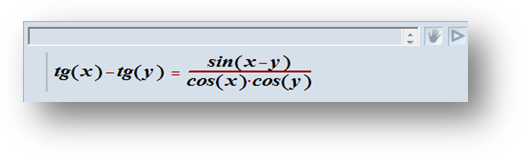 tg(x)-tg(y) = sin(x-y)/cos(x)·cos(y)